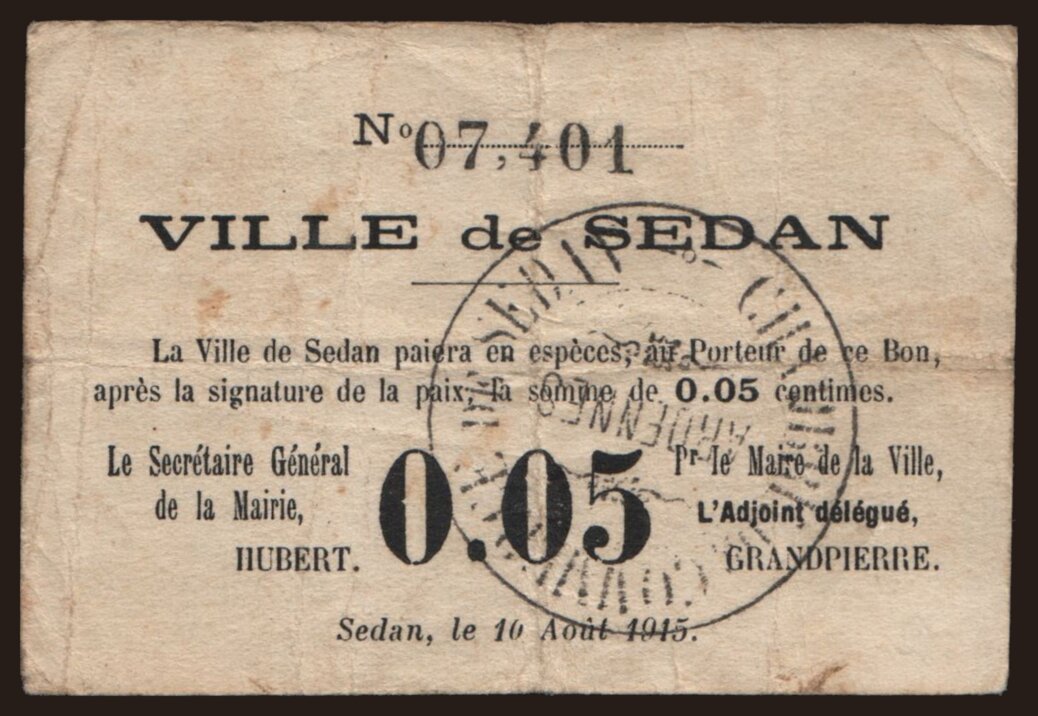 Nº 07,401
VILLE de SEDAN
La Ville de Sedan paiera en espèces, au Porteur de ce Bon,
après la signature de la paix, la somme de 0.05 centimes.
Le Secrétaire Général
de la Mairie,
HUBERT.
0.05
Pr le Maire de la Ville,
L'Adjoint délégué,
GRANDPIERRE.
Sedan, le 10 Août 1915.
ARDENNES